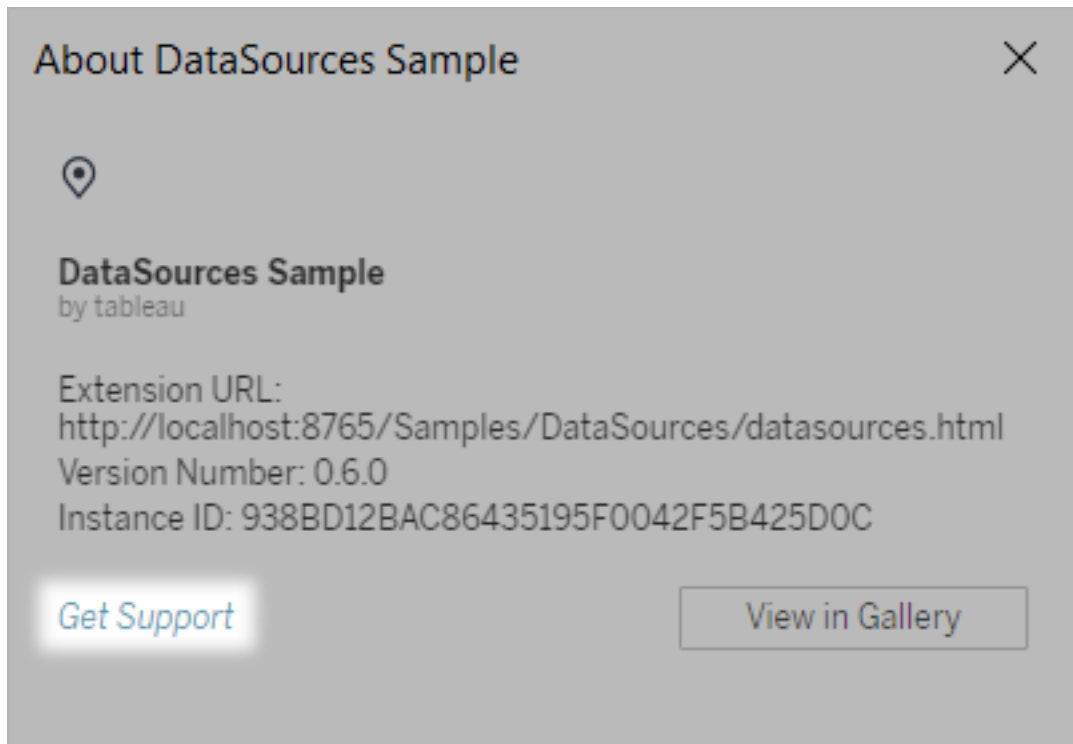 About DataSources Sample
DataSources Sample
by tableau
Extension URL:
http://localhost:8765/Samples/DataSources/datasources.html
Version Number: 0.6.0
Instance ID: 938BD12BAC86435195F0042F5B425D0C
Get Support
View in Gallery